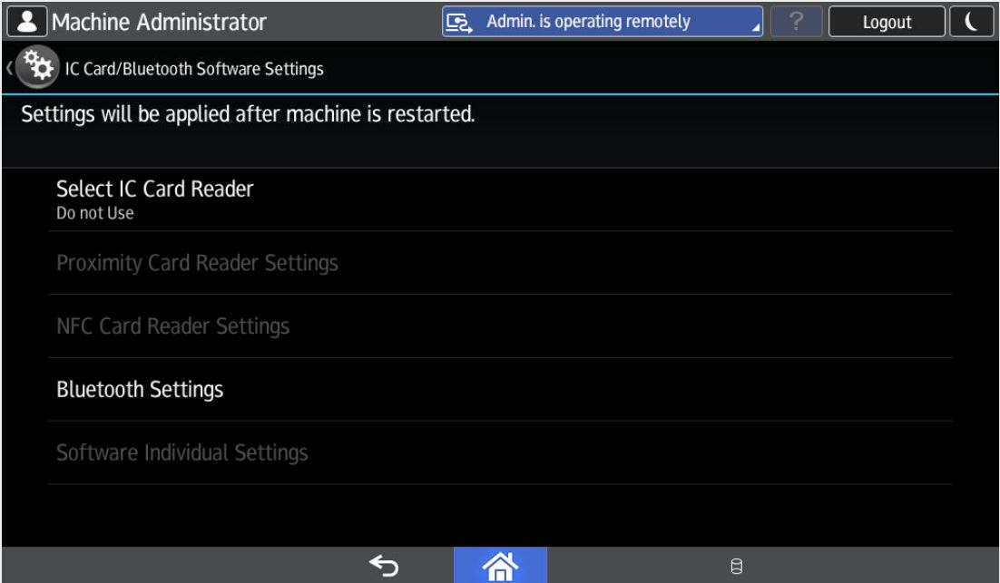 Machine Administrator
Admin. is operating remotely
?
Logout
IC Card/Bluetooth Software Settings
Settings will be applied after machine is restarted.
Select IC Card Reader
Do not Use
Proximity Card Reader Settings
NFC Card Reader Settings
Bluetooth Settings
Software Individual Settings